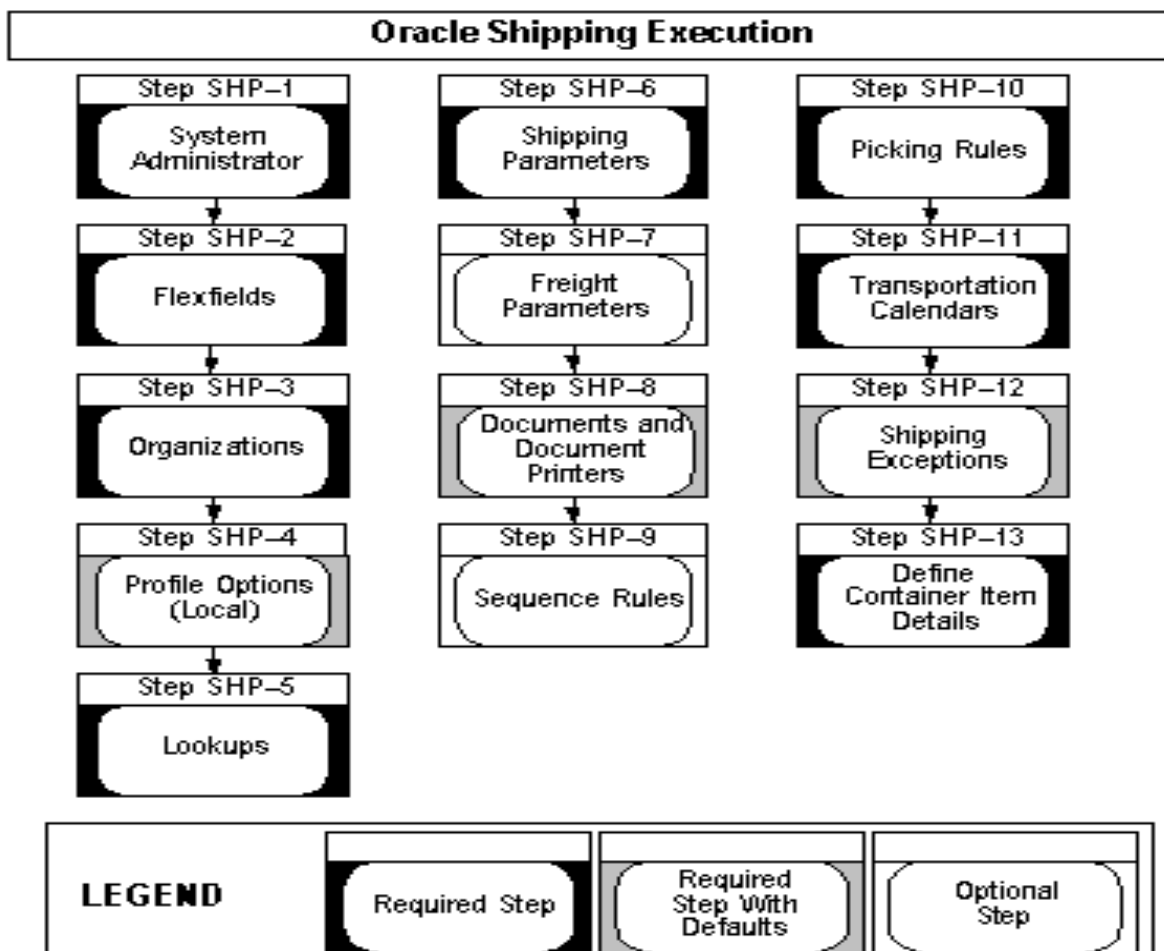 Oracle Shipping Execution
Step SHP–1
System
Administrator
Step SHP–2
Flexfields
Step SHP–3
Organizations
Step SHP–4
Profile Options
(Local)
Step SHP–5
Lookups
Step SHP–6
Shipping
Parameters
Step SHP–7
Freight
Parameters
Step SHP–8
Documents and
Document
Printers
Step SHP–9
Sequence Rules
Step SHP–10
Picking Rules
Step SHP–11
Transportation
Calendars
Step SHP–12
Shipping
Exceptions
Step SHP–13
Define
Container Item
Details
LEGEND
Required Step
Required
Step With
Defaults
Optional
Step